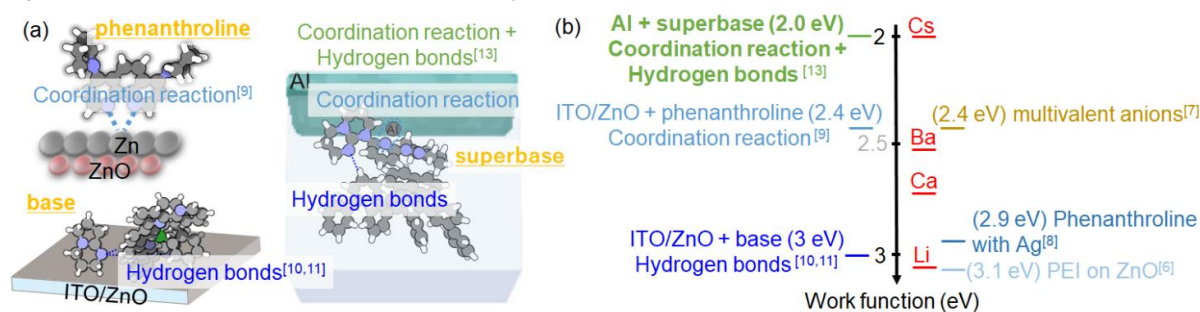 (a)
phenanthroline
Coordination reaction[9]
Zn
ZnO
base
Hydrogen bonds[10,11]
ITO/ZnO
Coordination reaction +
Hydrogen bonds[13]
Al
Coordination reaction
Al
superbase
Hydrogen bonds
(b)
Al + superbase (2.0 eV)
Coordination reaction +
Hydrogen bonds [13]
ITO/ZnO + phenanthroline (2.4 eV)
Coordination reaction [9]
ITO/ZnO + base (3 eV)
Hydrogen bonds [10,11]
2
2.5
3
Work function (eV)
Cs
Ba
Ca
Li
(2.4 eV) multivalent anions[7]
(2.9 eV) Phenanthroline
with Ag[8]
(3.1 eV) PEI on ZnO[6]